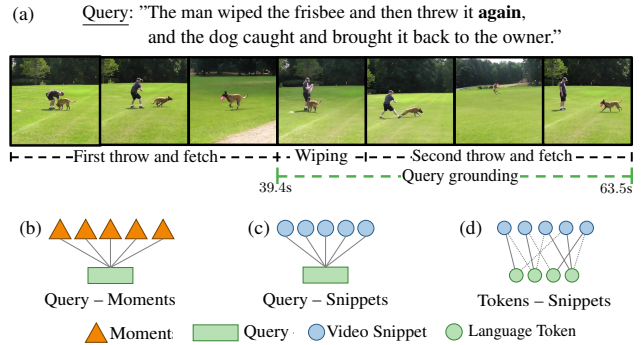 (a) Query: "The man wiped the frisbee and then threw it again,
and the dog caught and brought it back to the owner."
First throw and fetch Wiping Second throw and fetch
Query grounding
39.4s 63.5s
(b) (c) (d)
Query – Moments Query – Snippets Tokens – Snippets
Moment Query Video Snippet Language Token